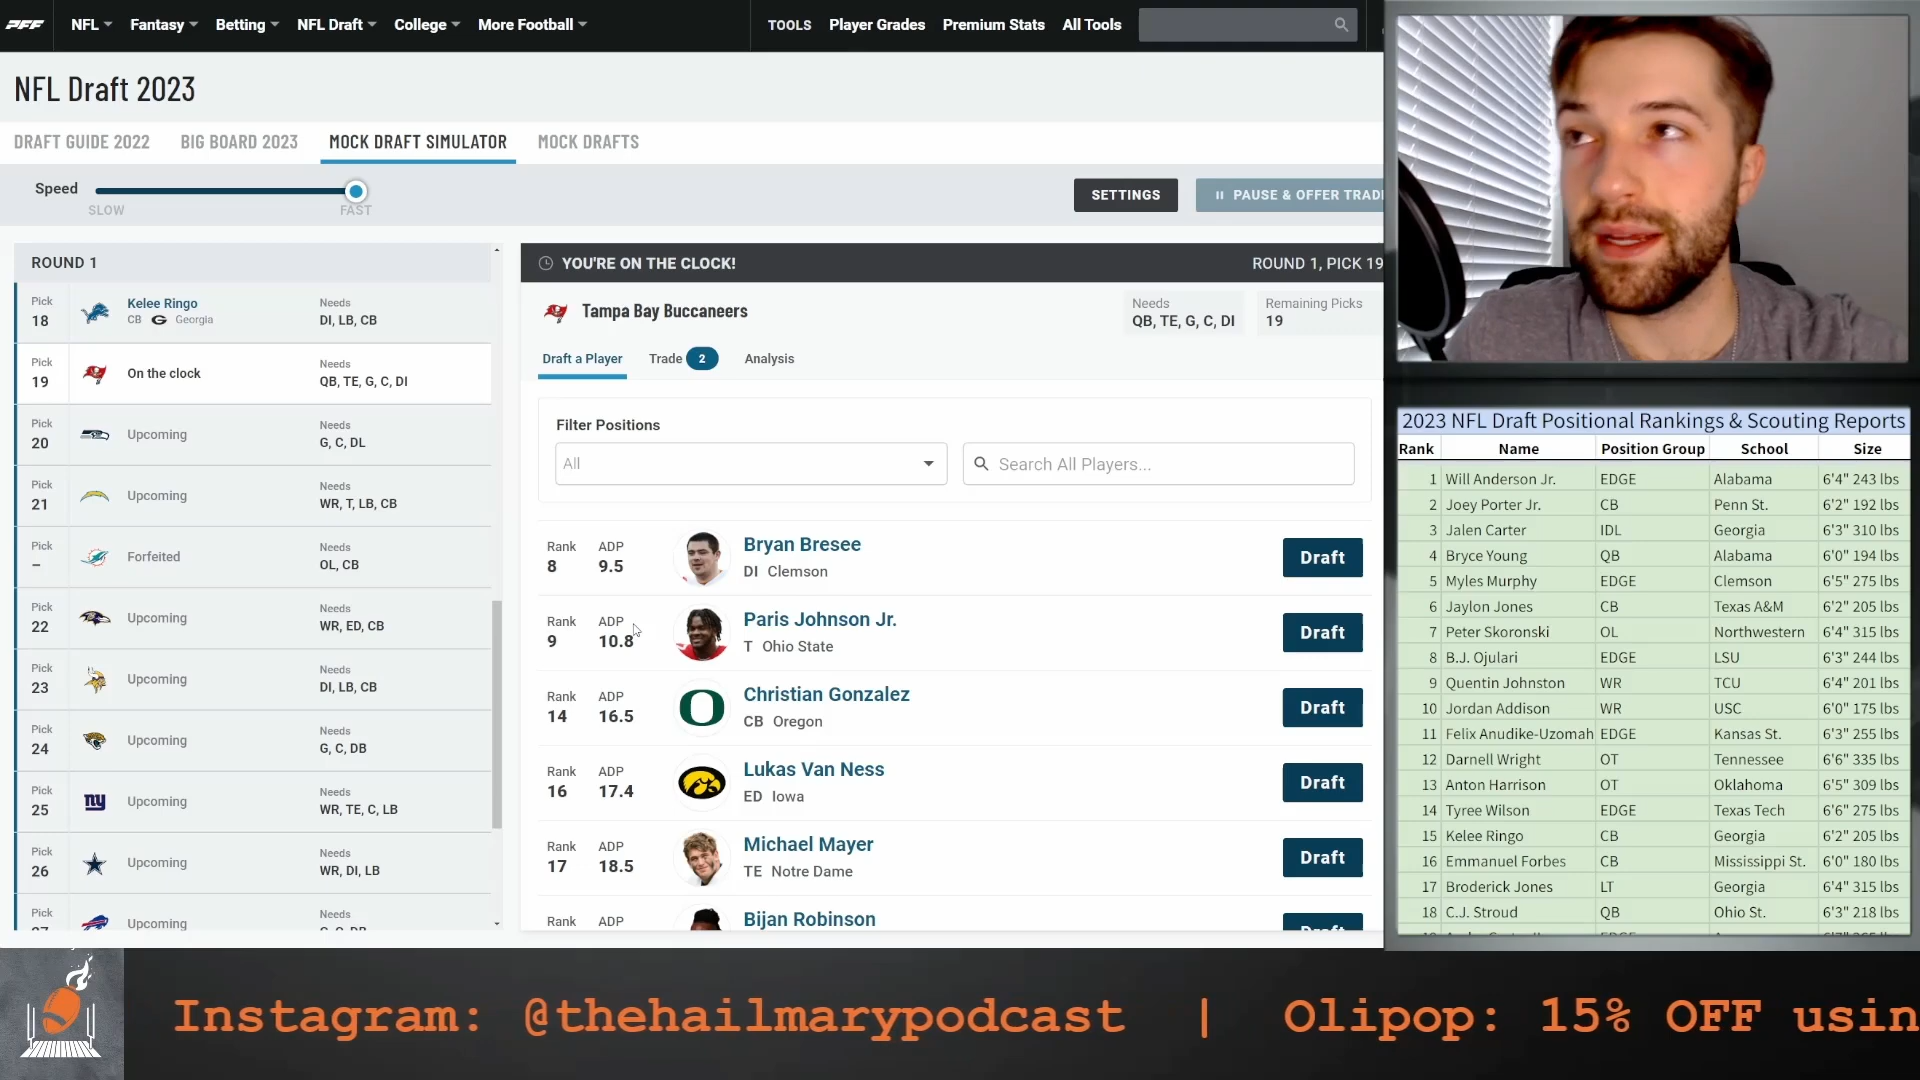 PFF NFL Fantasy Betting NFL Draft College More Football TOOLS Player Grades Premium Stats All Tools
NFL Draft 2023
DRAFT GUIDE 2022 BIG BOARD 2023 MOCK DRAFT SIMULATOR MOCK DRAFTS
Speed
SLOW FAST
SETTINGS
PAUSE & OFFER TRAD
ROUND 1
Pick 18 Kelee Ringo Needs
CB G Georgia DI, LB, CB
Pick 19 On the clock Needs
QB, TE, G, C, DI
Pick 20 Upcoming Needs
G, C, DL
Pick 21 Upcoming Needs
WR, T, LB, CB
Pick – Forfeited Needs
OL, CB
Pick 22 Upcoming Needs
WR, ED, CB
Pick 23 Upcoming Needs
DI, LB, CB
Pick 24 Upcoming Needs
G, C, DB
Pick 25 ny Upcoming Needs
WR, TE, C, LB
Pick 26 Upcoming Needs
WR, DI, LB
Pick Upcoming Needs
YOU'RE ON THE CLOCK! ROUND 1, PICK 19
Tampa Bay Buccaneers
Needs
QB, TE, G, C, DI
Remaining Picks
19
Draft a Player Trade 2 Analysis
Filter Positions
All
Search All Players...
Rank ADP Bryan Bresee
8 9.5 DI Clemson
Draft
Rank ADP Paris Johnson Jr.
9 10.8 T Ohio State
Draft
Rank ADP Christian Gonzalez
14 16.5 CB Oregon
Draft
Rank ADP Lukas Van Ness
16 17.4 ED Iowa
Draft
Rank ADP Michael Mayer
17 18.5 TE Notre Dame
Draft
Rank ADP Bijan Robinson
Draft
2023 NFL Draft Positional Rankings & Scouting Reports
Rank Name Position Group School Size
1 Will Anderson Jr. EDGE Alabama 6'4" 243 lbs
2 Joey Porter Jr. CB Penn St. 6'2" 192 lbs
3 Jalen Carter IDL Georgia 6'3" 310 lbs
4 Bryce Young QB Alabama 6'0" 194 lbs
5 Myles Murphy EDGE Clemson 6'5" 275 lbs
6 Jaylon Jones CB Texas A&M 6'2" 205 lbs
7 Peter Skoronski OL Northwestern 6'4" 315 lbs
8 B.J. Ojulari EDGE LSU 6'3" 244 lbs
9 Quentin Johnston WR TCU 6'4" 201 lbs
10 Jordan Addison WR USC 6'0" 175 lbs
11 Felix Anudike-Uzomah EDGE Kansas St. 6'3" 255 lbs
12 Darnell Wright OT Tennessee 6'6" 335 lbs
13 Anton Harrison OT Oklahoma 6'5" 309 lbs
14 Tyree Wilson EDGE Texas Tech 6'6" 275 lbs
15 Kelee Ringo CB Georgia 6'2" 205 lbs
16 Emmanuel Forbes CB Mississippi St. 6'0" 180 lbs
17 Broderick Jones LT Georgia 6'4" 315 lbs
18 C.J. Stroud QB Ohio St. 6'3" 218 lbs
Instagram: @thehailmarypodcast | Olipop: 15% OFF usin